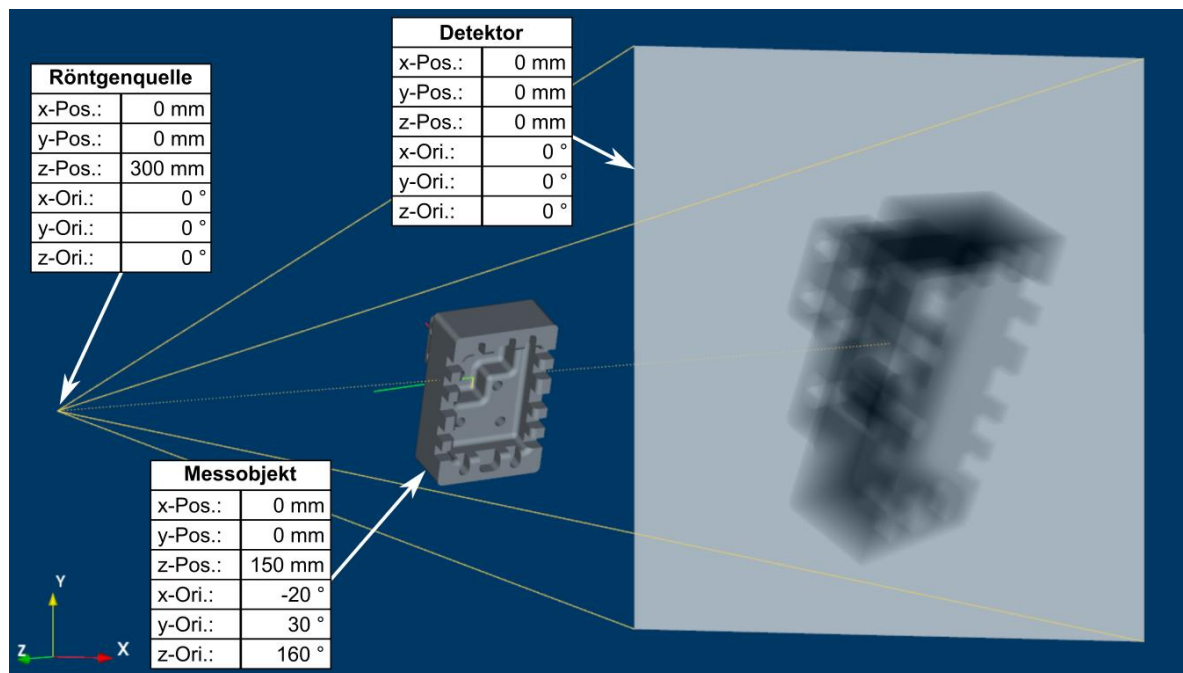 Röntgenquelle
x-Pos.: 0 mm
y-Pos.: 0 mm
z-Pos.: 300 mm
x-Ori.: 0 °
y-Ori.: 0 °
z-Ori.: 0 °
Detektor
x-Pos.: 0 mm
y-Pos.: 0 mm
z-Pos.: 0 mm
x-Ori.: 0 °
y-Ori.: 0 °
z-Ori.: 0 °
Messobjekt
x-Pos.: 0 mm
y-Pos.: 0 mm
z-Pos.: 150 mm
x-Ori.: -20 °
y-Ori.: 30 °
z-Ori.: 160 °
Y
Z X